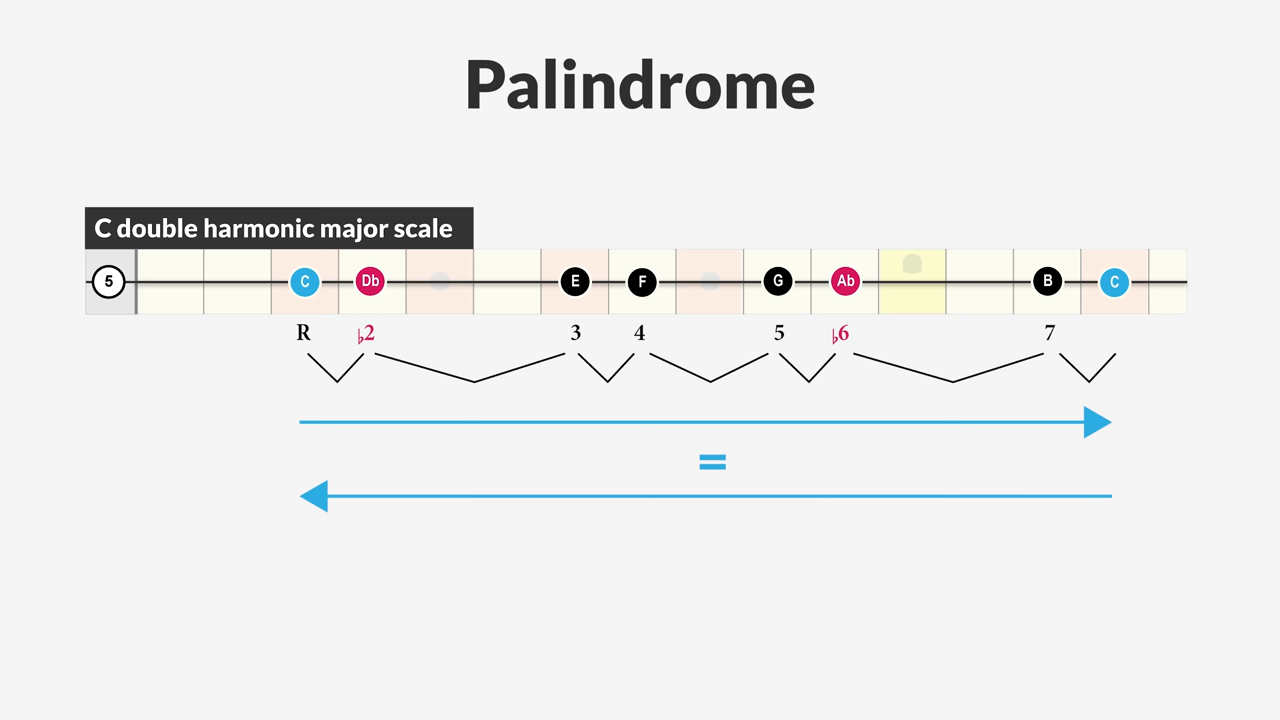 Palindrome
C double harmonic major scale
5 C Db E F G Ab B C
R ♭2 3 4 5 ♭6 7
=